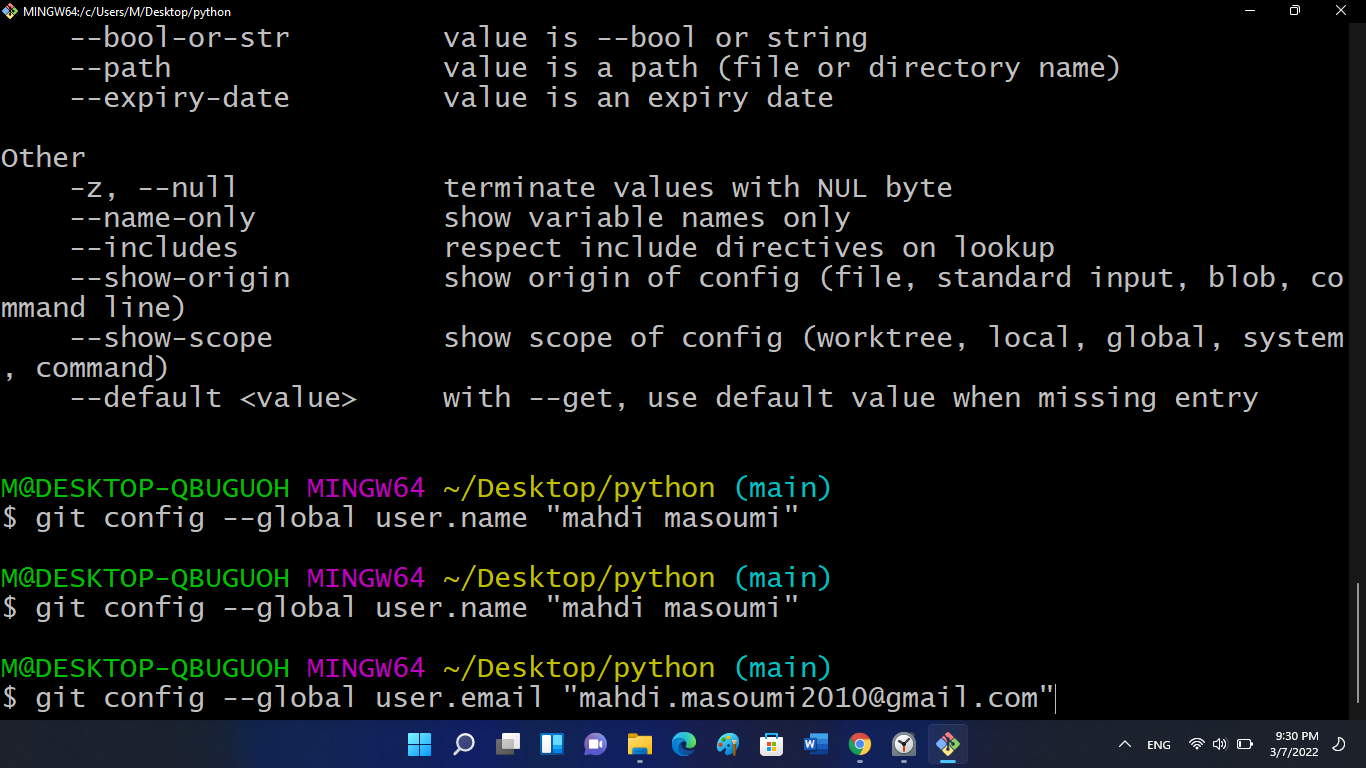 MINGW64:/c/Users/M/Desktop/python
--bool-or-str value is --bool or string
--path value is a path (file or directory name)
--expiry-date value is an expiry date
Other
-z, --null terminate values with NUL byte
--name-only show variable names only
--includes respect include directives on lookup
--show-origin show origin of config (file, standard input, blob, co
mmand line)
--show-scope show scope of config (worktree, local, global, system
, command)
--default <value> with --get, use default value when missing entry
M@DESKTOP-QBUGUOH MINGW64 ~/Desktop/python (main)
$ git config --global user.name "mahdi masoumi"
M@DESKTOP-QBUGUOH MINGW64 ~/Desktop/python (main)
$ git config --global user.name "mahdi masoumi"
M@DESKTOP-QBUGUOH MINGW64 ~/Desktop/python (main)
$ git config --global user.email "mahdi.masoumi2010@gmail.com"
ENG
9:30 PM
3/7/2022